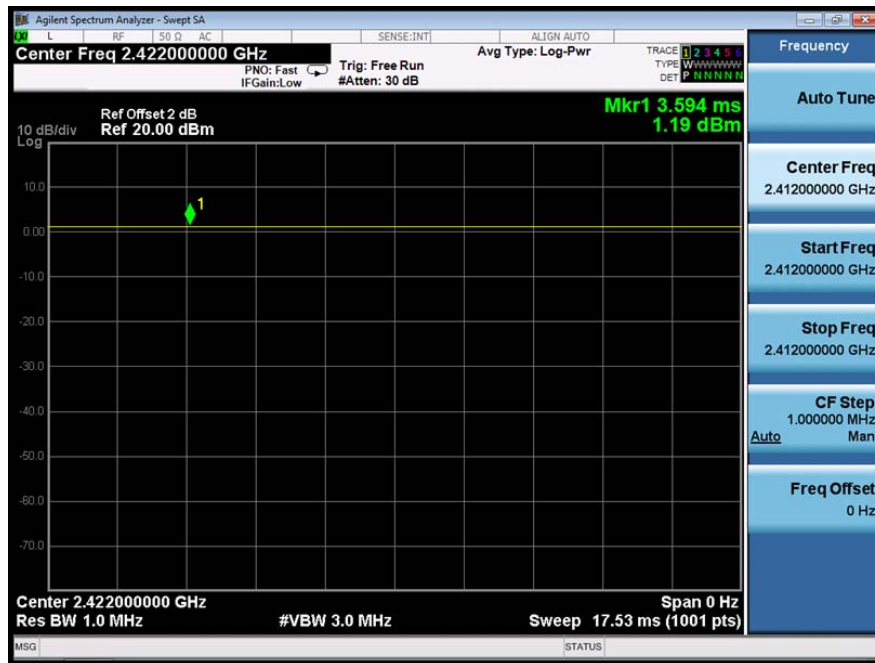 Agilent Spectrum Analyzer - Swept SA
L RF 50 Ω AC SENSE:INT ALIGN AUTO
Center Freq 2.422000000 GHz
PNO: Fast
IFGain:Low
Trig: Free Run
#Atten: 30 dB
Avg Type: Log-Pwr
TRACE 1 2 3 4 5 6
TYPE WWWWWW
DET P N N N N N
Ref Offset 2 dB
10 dB/div Ref 20.00 dBm
Log
Mkr1 3.594 ms
1.19 dBm
10.0
1
0.00
-10.0
-20.0
-30.0
-40.0
-50.0
-60.0
-70.0
Center 2.422000000 GHz Span 0 Hz
Res BW 1.0 MHz #VBW 3.0 MHz Sweep 17.53 ms (1001 pts)
MSG STATUS
Frequency
Auto Tune
Center Freq
2.412000000 GHz
Start Freq
2.412000000 GHz
Stop Freq
2.412000000 GHz
CF Step
1.000000 MHz
Auto Man
Freq Offset
0 Hz